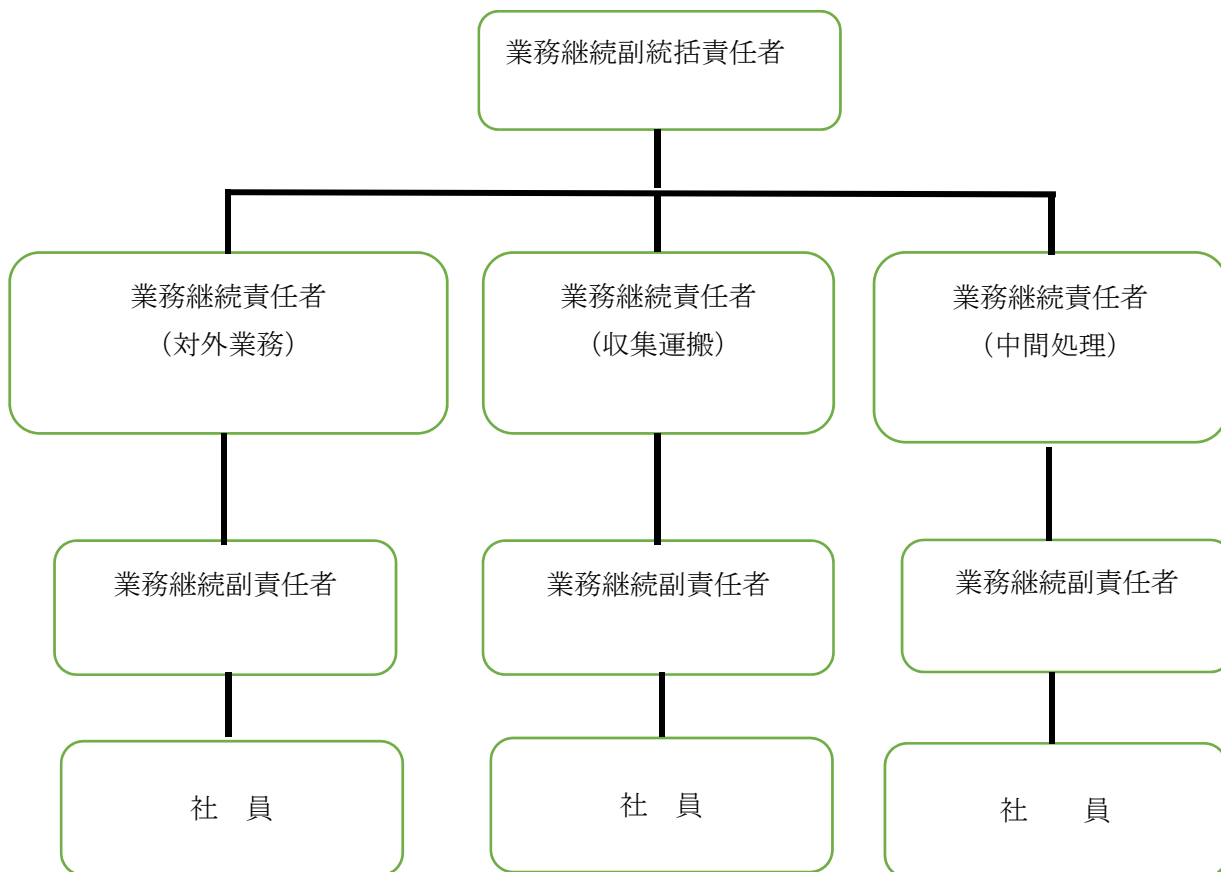 業務継続副統括責任者
業務継続責任者
（対外業務）
業務継続責任者
（収集運搬）
業務継続責任者
（中間処理）
業務継続副責任者
業務継続副責任者
業務継続副責任者
社　員
社　員
社　　員